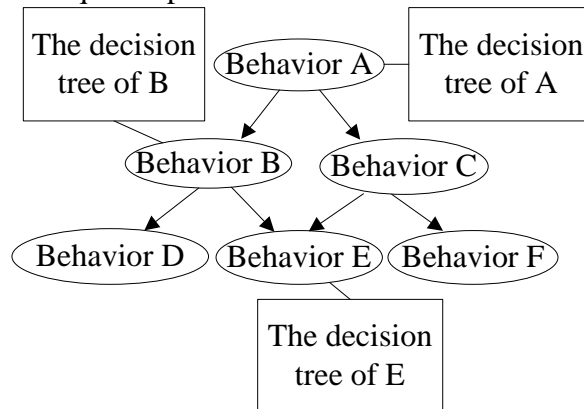 The decision
tree of B
Behavior A
The decision
tree of A
Behavior B
Behavior C
Behavior D
Behavior E
Behavior F
The decision
tree of E